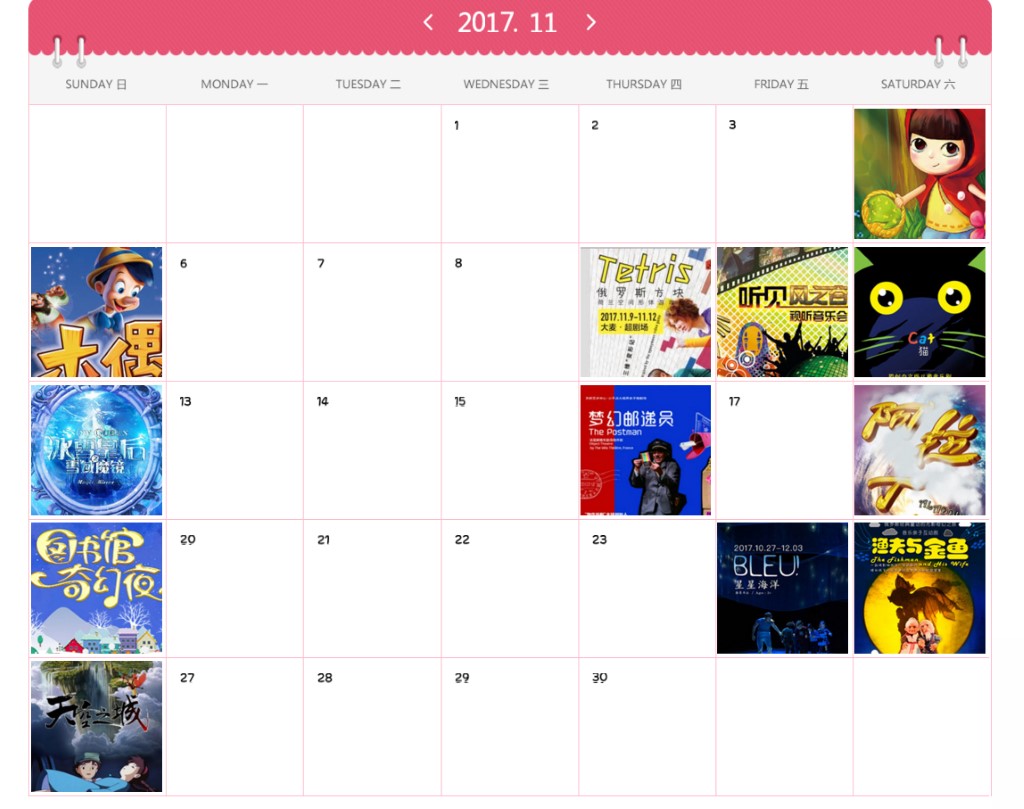 2017. 11
SUNDAY 日
MONDAY 一
TUESDAY 二
WEDNESDAY 三
THURSDAY 四
FRIDAY 五
SATURDAY 六
1
2
3
木偶
6
7
8
Tetris
俄罗斯方块
2017.11.9-11.12
大麦·超剧场
听见风之谷
视听音乐会
Cat
猫
冰雪皇后
雪域魔镜
13
14
15
梦幻邮递员
The Postman
17
阿拉丁
图书馆
奇幻夜
20
21
22
23
2017.10.27-12.03
BLEU!
星星海洋
渔夫与金鱼
The Fishman
and His Wife
天空之城
27
28
29
30